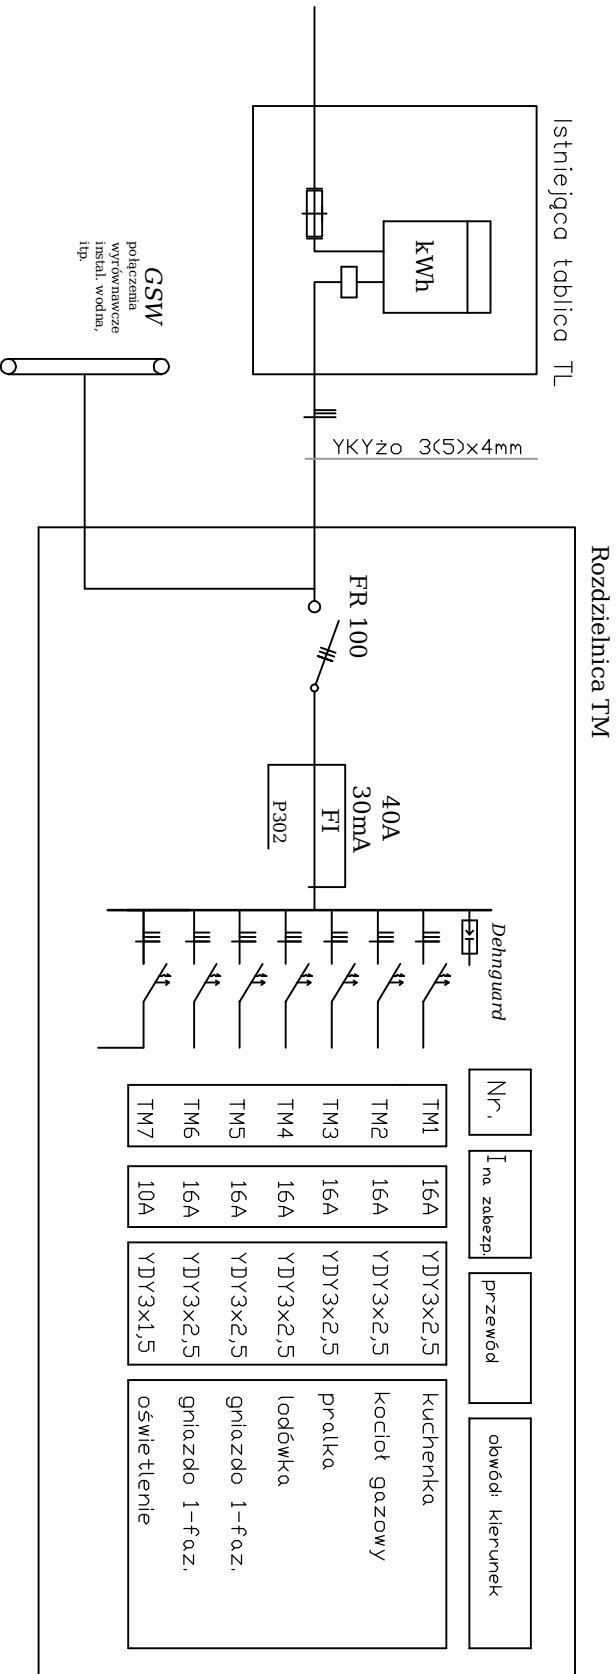 Istniejąca tablica TL
kWh
GSW
połączenia
wyrównawcze
instal. wodna,
itp.
YKYżo 3(5)x4mm
Rozdzielnica TM
FR 100
40A
30mA
FI
P302
Dehnguard
Nr.
I na zabezp.
przewód
obwód: kierunek
TM1 16A YDY3x2,5 kuchenka
TM2 16A YDY3x2,5 kocioł gazowy
TM3 16A YDY3x2,5 pralka
TM4 16A YDY3x2,5 lodówka
TM5 16A YDY3x2,5 gniazdo 1-faz.
TM6 16A YDY3x2,5 gniazdo 1-faz.
TM7 10A YDY3x1,5 oświetlenie